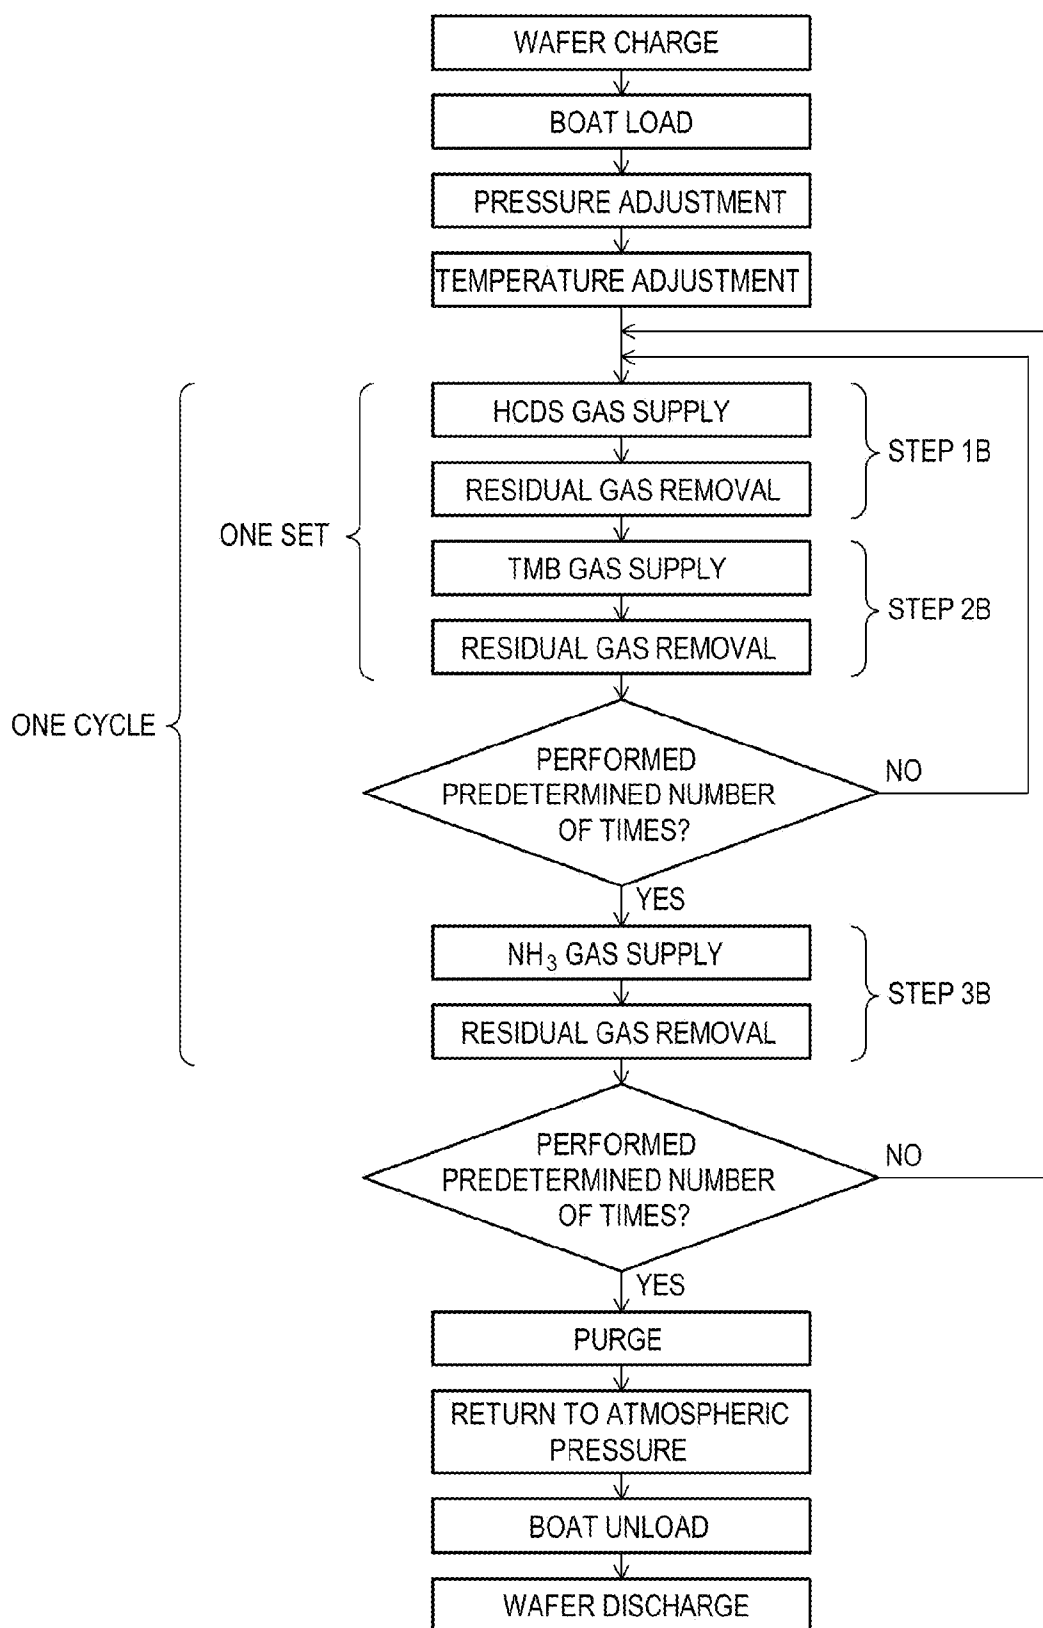 WAFER CHARGE
BOAT LOAD
PRESSURE ADJUSTMENT
TEMPERATURE ADJUSTMENT
HCDS GAS SUPPLY
STEP 1B
RESIDUAL GAS REMOVAL
ONE SET
TMB GAS SUPPLY
STEP 2B
RESIDUAL GAS REMOVAL
ONE CYCLE
PERFORMED
PREDETERMINED NUMBER
OF TIMES?
NO
YES
NH₃ GAS SUPPLY
STEP 3B
RESIDUAL GAS REMOVAL
PERFORMED
PREDETERMINED NUMBER
OF TIMES?
NO
YES
PURGE
RETURN TO ATMOSPHERIC
PRESSURE
BOAT UNLOAD
WAFER DISCHARGE